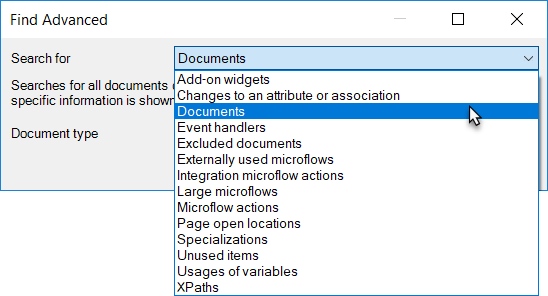 Find Advanced
Search for
Documents
Searches for all documents
specific information is shown
Document type
Add-on widgets
Changes to an attribute or association
Documents
Event handlers
Excluded documents
Externally used microflows
Integration microflow actions
Large microflows
Microflow actions
Page open locations
Specializations
Unused items
Usages of variables
XPaths